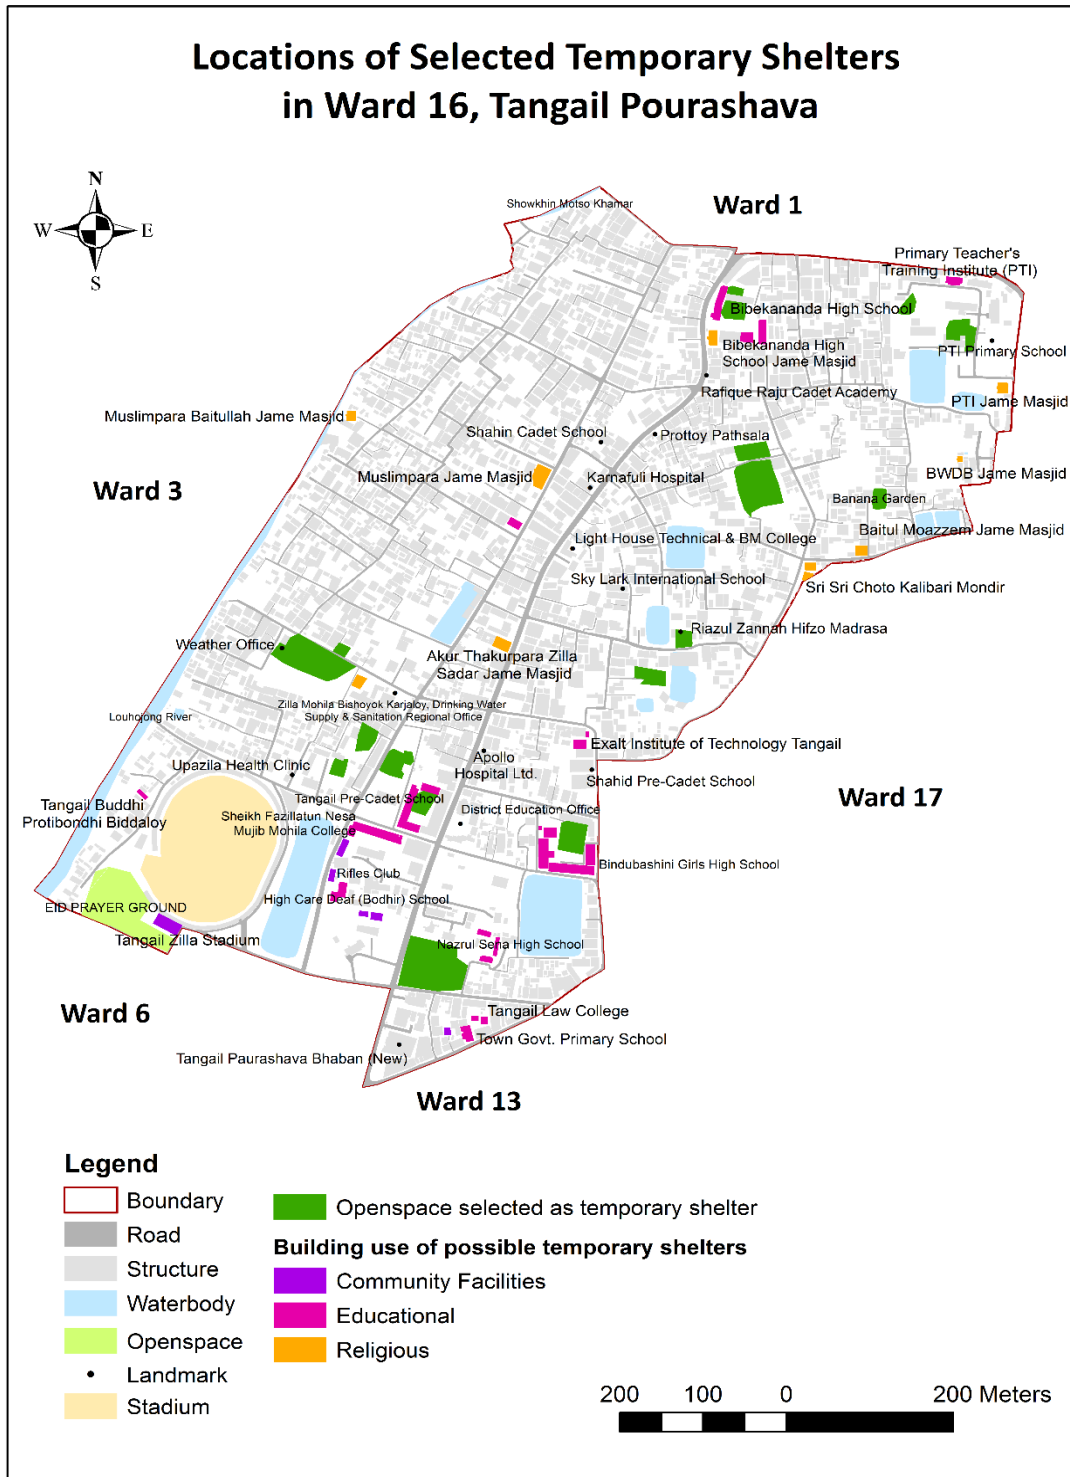 Locations of Selected Temporary Shelters
in Ward 16, Tangail Pourashava
N
W
E
S
Ward 1
Showkhin Motso Khamar
Primary Teacher's
Training Institute (PTI)
Bibekananda High School
Bibekananda High
School Jame Masjid
PTI Primary School
Rafique Raju Cadet Academy
PTI Jame Masjid
Muslimpara Baitullah Jame Masjid
Shahin Cadet School
Prottoy Pathsala
Muslimpara Jame Masjid
Karnafuli Hospital
BWDB Jame Masjid
Ward 3
Banana Garden
Baitul Moazzem Jame Masjid
Light House Technical & BM College
Sky Lark International School
Sri Sri Choto Kalibari Mondir
Riazul Zannah Hifzo Madrasa
Weather Office
Akur Thakurpara Zilla
Sadar Jame Masjid
Zilla Mohila Bishoyok Karjaloy, Drinking Water
Supply & Sanitation Regional Office
Louhojong River
Exalt Institute of Technology Tangail
Apollo
Hospital Ltd.
Upazila Health Clinic
Shahid Pre-Cadet School
Ward 17
Tangail Pre-Cadet School
Tangail Buddhi
Protibondhi Biddaloy
Sheikh Fazillatun Nesa
Mujib Mohila College
District Education Office
Bindubashini Girls High School
Rifles Club
High Care Deaf (Bodhir) School
EID PRAYER GROUND
Tangail Zilla Stadium
Nazrul Sena High School
Ward 6
Tangail Law College
Town Govt. Primary School
Tangail Paurashava Bhaban (New)
Ward 13
Legend
Boundary
Road
Structure
Waterbody
Openspace
Landmark
Stadium
Openspace selected as temporary shelter
Building use of possible temporary shelters
Community Facilities
Educational
Religious
200 100 0 200 Meters